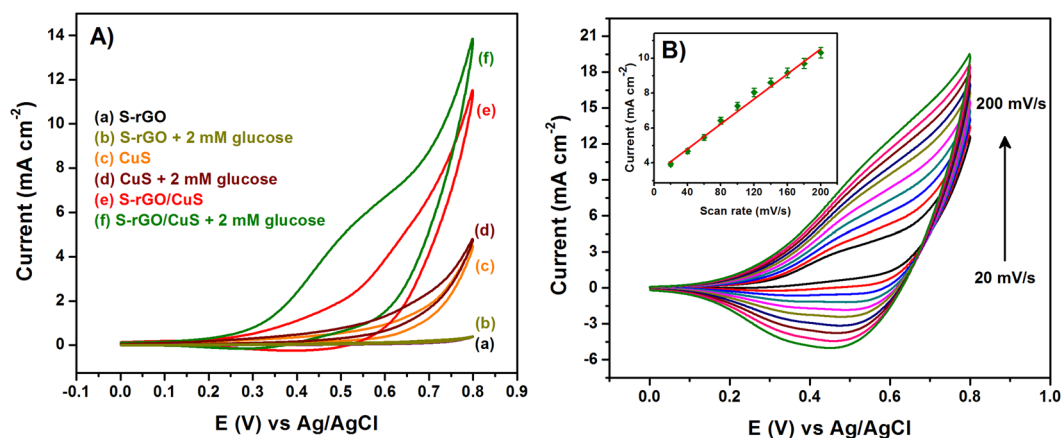 A)
14
12
10
8
6
4
2
0
-0.1 0.0 0.1 0.2 0.3 0.4 0.5 0.6 0.7 0.8 0.9
Current (mA cm⁻²)
E (V) vs Ag/AgCl
(a) S-rGO
(b) S-rGO + 2 mM glucose
(c) CuS
(d) CuS + 2 mM glucose
(e) S-rGO/CuS
(f) S-rGO/CuS + 2 mM glucose
(f)
(e)
(d)
(c)
(b)
(a)
B)
21
18
15
12
9
6
3
0
-3
-6
0.0 0.2 0.4 0.6 0.8 1.0
Current (mA cm⁻²)
E (V) vs Ag/AgCl
10
8
6
4
0 40 80 120 160 200
Current (mA cm⁻²)
Scan rate (mV/s)
200 mV/s
20 mV/s